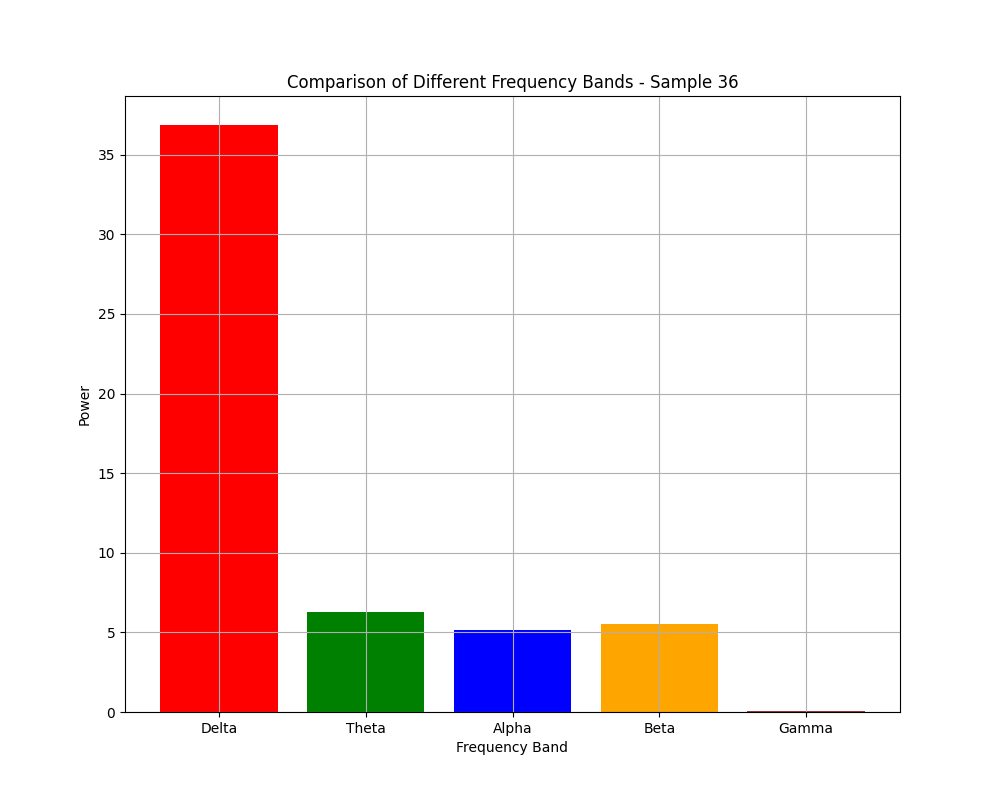 Comparison of Different Frequency Bands - Sample 36
Power
35
30
25
20
15
10
5
0
Delta Theta Alpha Beta Gamma
Frequency Band